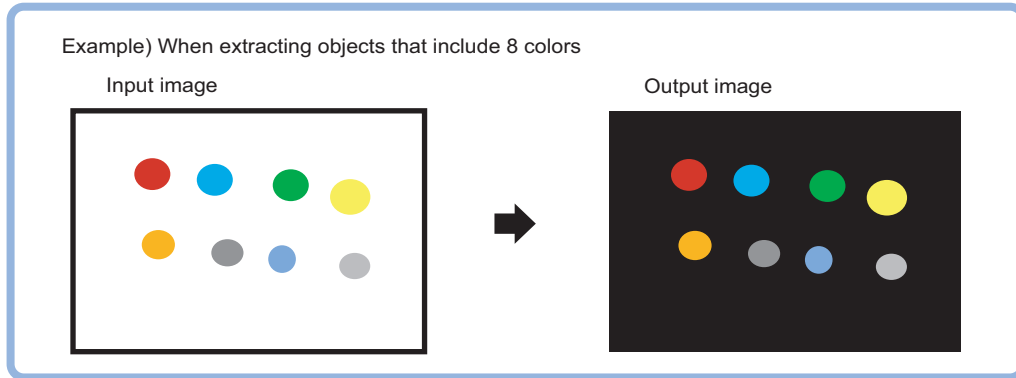 Example) When extracting objects that include 8 colors
Input image
Output image